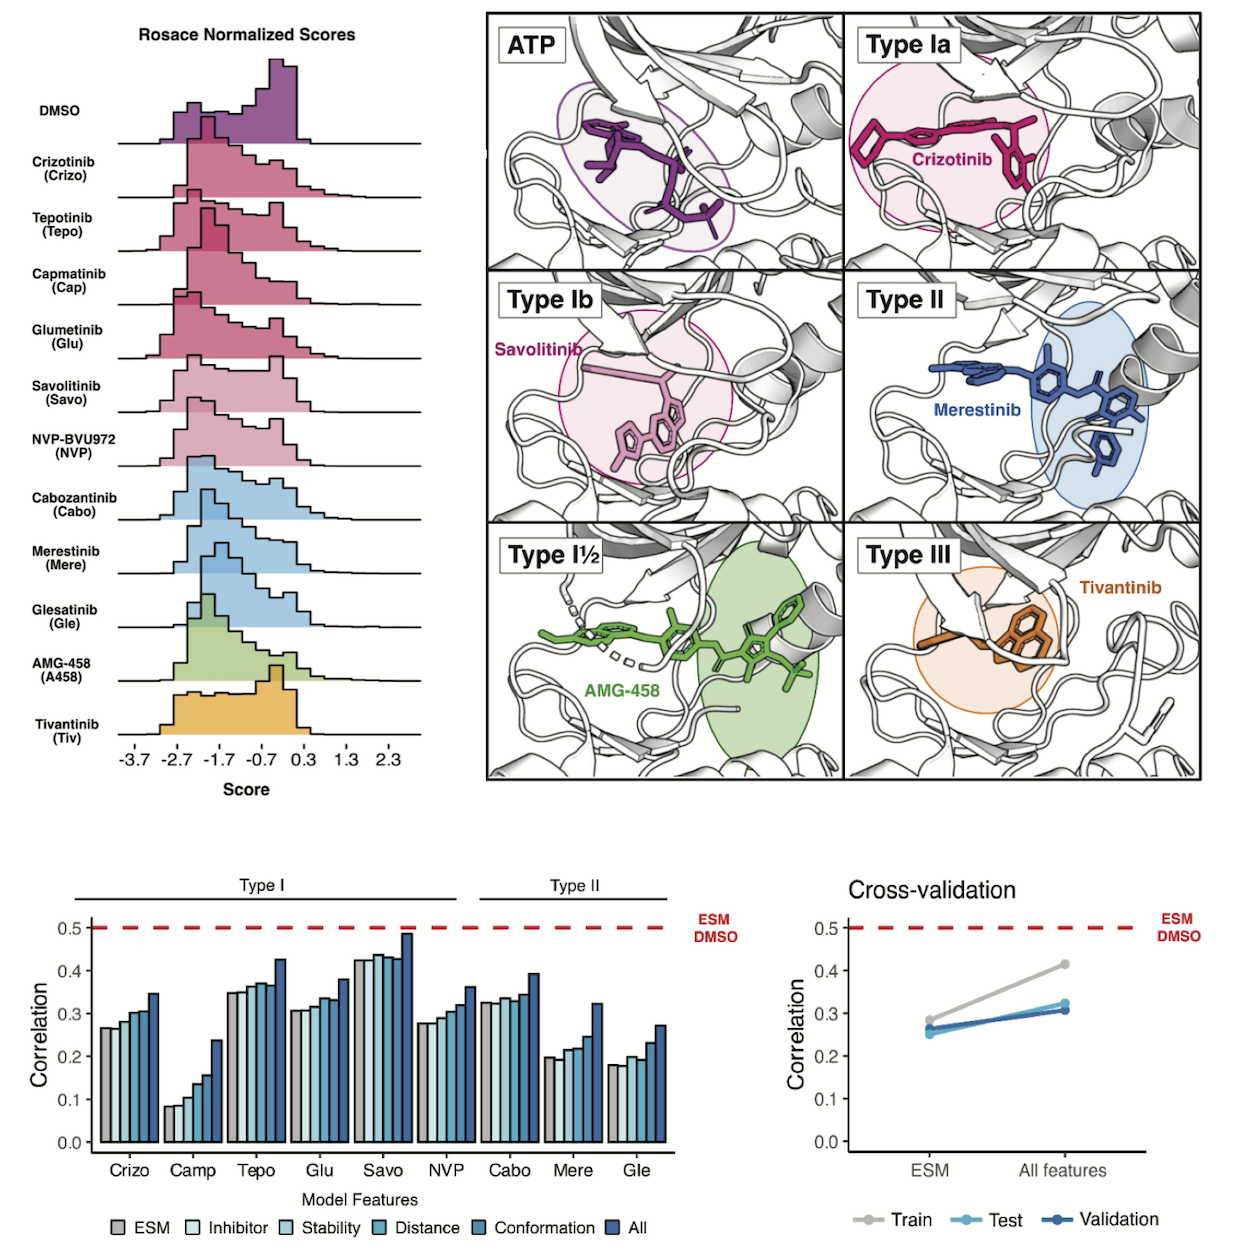 Rosace Normalized Scores
DMSO
Crizotinib
(Crizo)
Tepotinib
(Tepo)
Capmatinib
(Cap)
Glumetinib
(Glu)
Savolitinib
(Savo)
NVP-BVU972
(NVP)
Cabozantinib
(Cabo)
Merestinib
(Mere)
Glesatinib
(Gle)
AMG-458
(A458)
Tivantinib
(Tiv)
-3.7 -2.7 -1.7 -0.7 0.3 1.3 2.3
Score
ATP
Type Ia
Crizotinib
Type Ib
Savolitinib
Type II
Merestinib
Type I½
AMG-458
Type III
Tivantinib
Type I
Type II
ESM
DMSO
Correlation
0.5
0.4
0.3
0.2
0.1
0.0
Crizo Camp Tepo Glu Savo NVP Cabo Mere Gle
Model Features
ESM Inhibitor Stability Distance Conformation All
Cross-validation
ESM
DMSO
Correlation
0.5
0.4
0.3
0.2
0.1
0.0
ESM All features
Train Test Validation